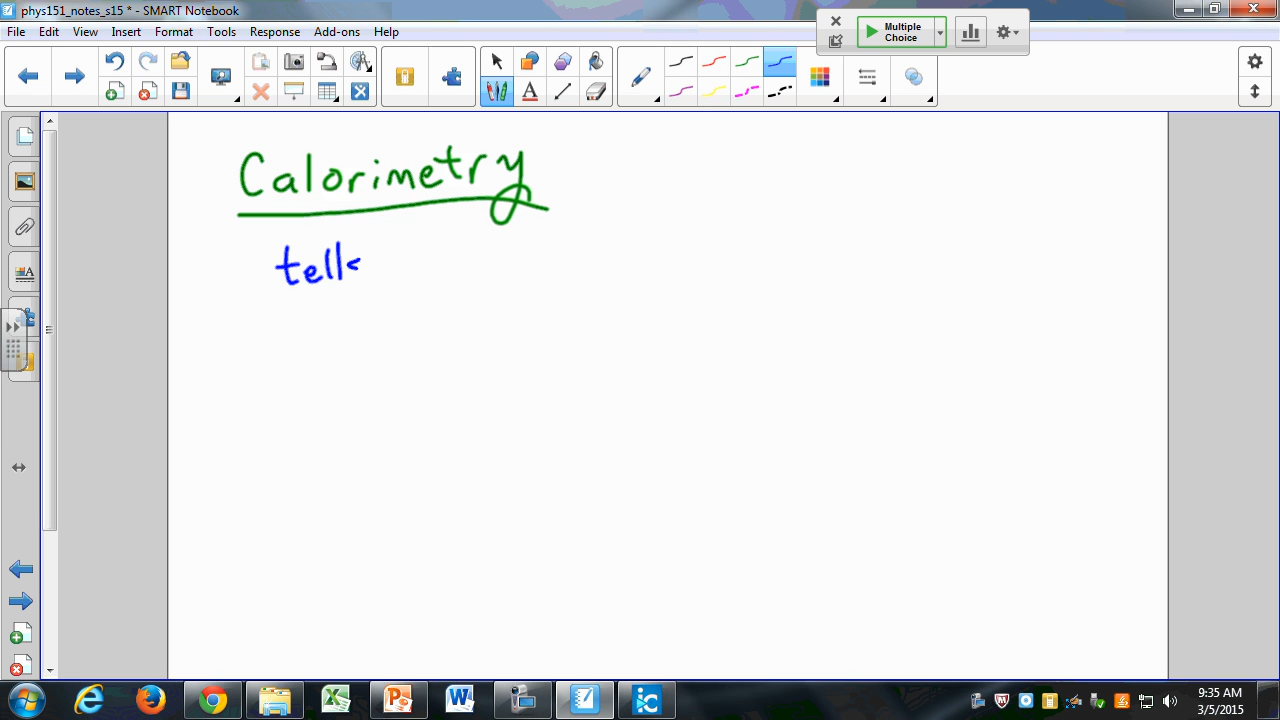 phys151_notes_s15 * - SMART Notebook
File Edit View Insert Format Tools Response Add-ons Help
Multiple
Choice
Calorimetry
9:35 AM
3/5/2015